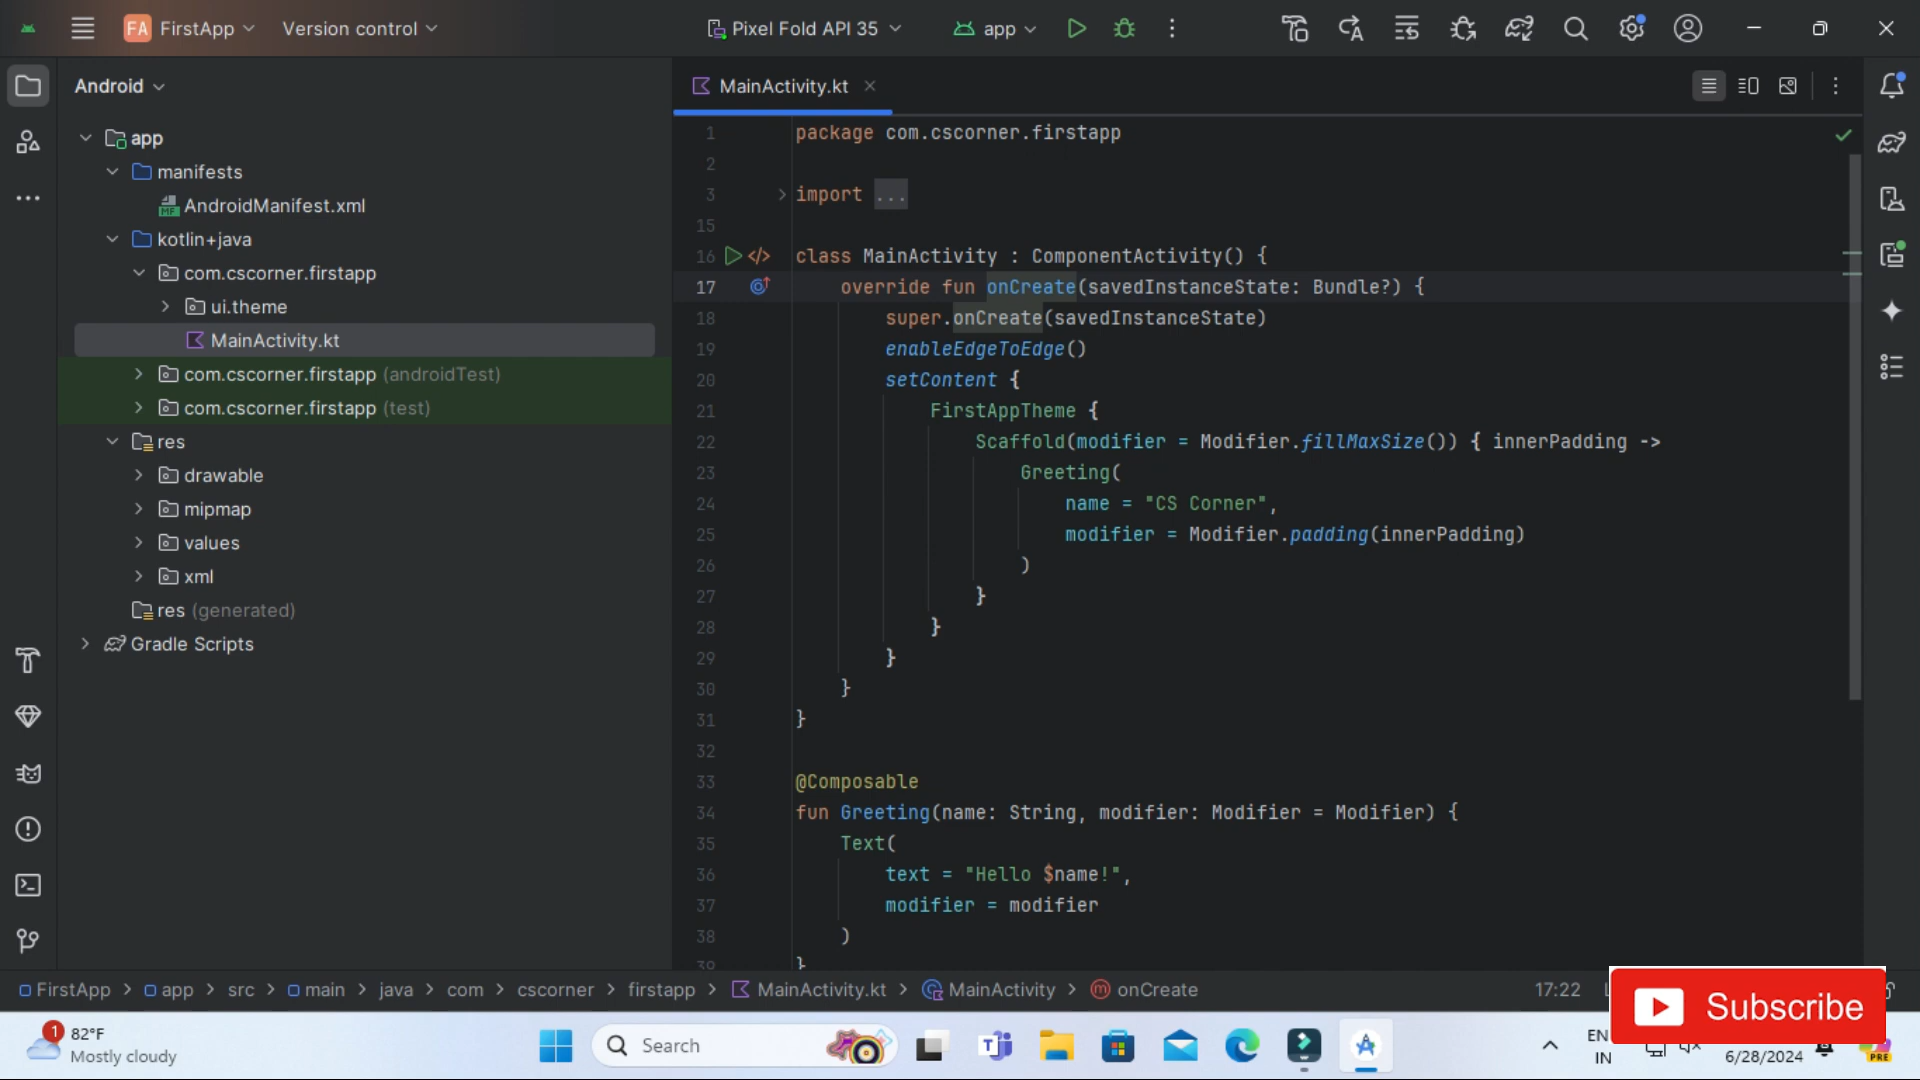 FA FirstApp Version control Pixel Fold API 35 app
Android
app
manifests
AndroidManifest.xml
kotlin+java
com.cscorner.firstapp
ui.theme
MainActivity.kt
com.cscorner.firstapp (androidTest)
com.cscorner.firstapp (test)
res
drawable
mipmap
values
xml
res (generated)
Gradle Scripts
MainActivity.kt
1 package com.cscorner.firstapp
2
3 import ...
15
16 class MainActivity : ComponentActivity() {
17 override fun onCreate(savedInstanceState: Bundle?) {
18 super.onCreate(savedInstanceState)
19 enableEdgeToEdge()
20 setContent {
21 FirstAppTheme {
22 Scaffold(modifier = Modifier.fillMaxSize()) { innerPadding ->
23 Greeting(
24 name = "CS Corner",
25 modifier = Modifier.padding(innerPadding)
26 )
27 }
28 }
29 }
30 }
31 }
32
33 @Composable
34 fun Greeting(name: String, modifier: Modifier = Modifier) {
35 Text(
36 text = "Hello $name!",
37 modifier = modifier
38 )
39 }
FirstApp > app > src > main > java > com > cscorner > firstapp > MainActivity.kt > MainActivity > onCreate 17:22
Subscribe
1 82°F
Mostly cloudy
Search
EN
IN
6/28/2024
PRE